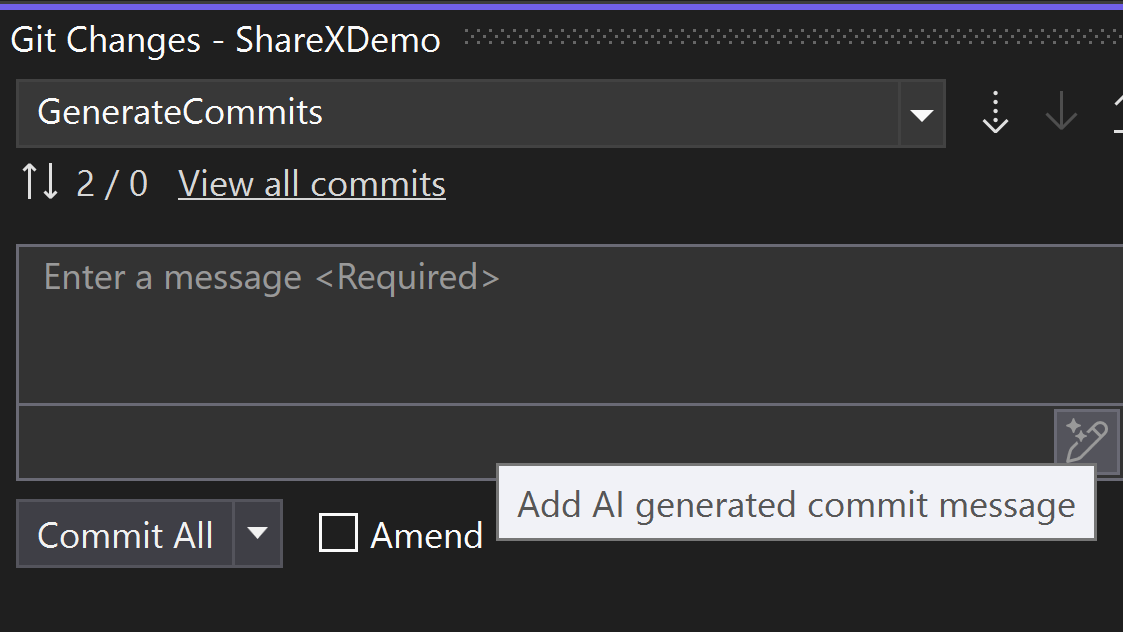 Git Changes - ShareXDemo
GenerateCommits
2 / 0 View all commits
Enter a message <Required>
Add AI generated commit message
Commit All Amend